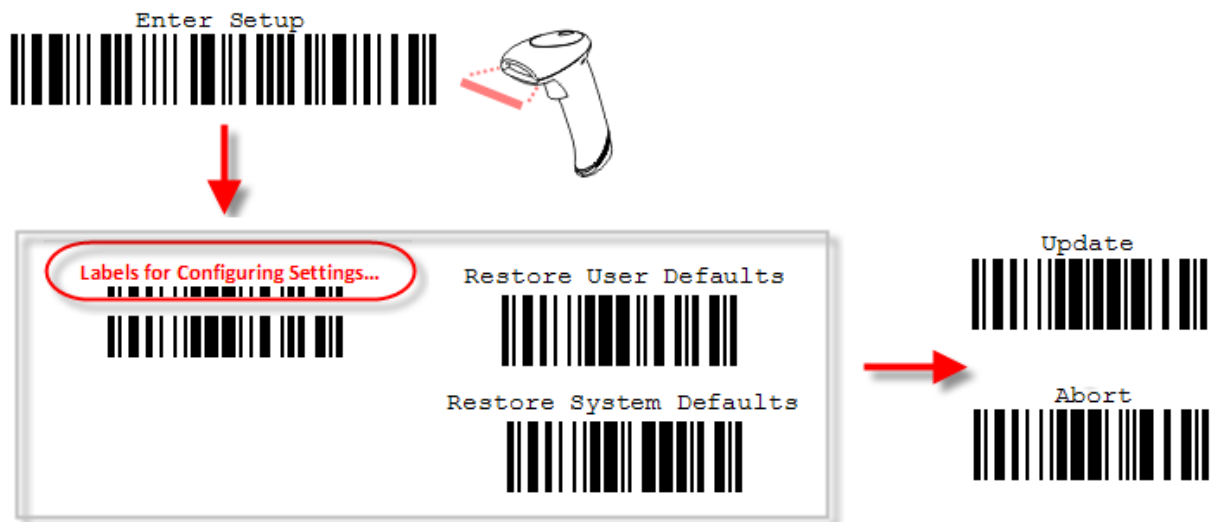 Enter Setup
Labels for Configuring Settings...
Restore User Defaults
Restore System Defaults
Update
Abort